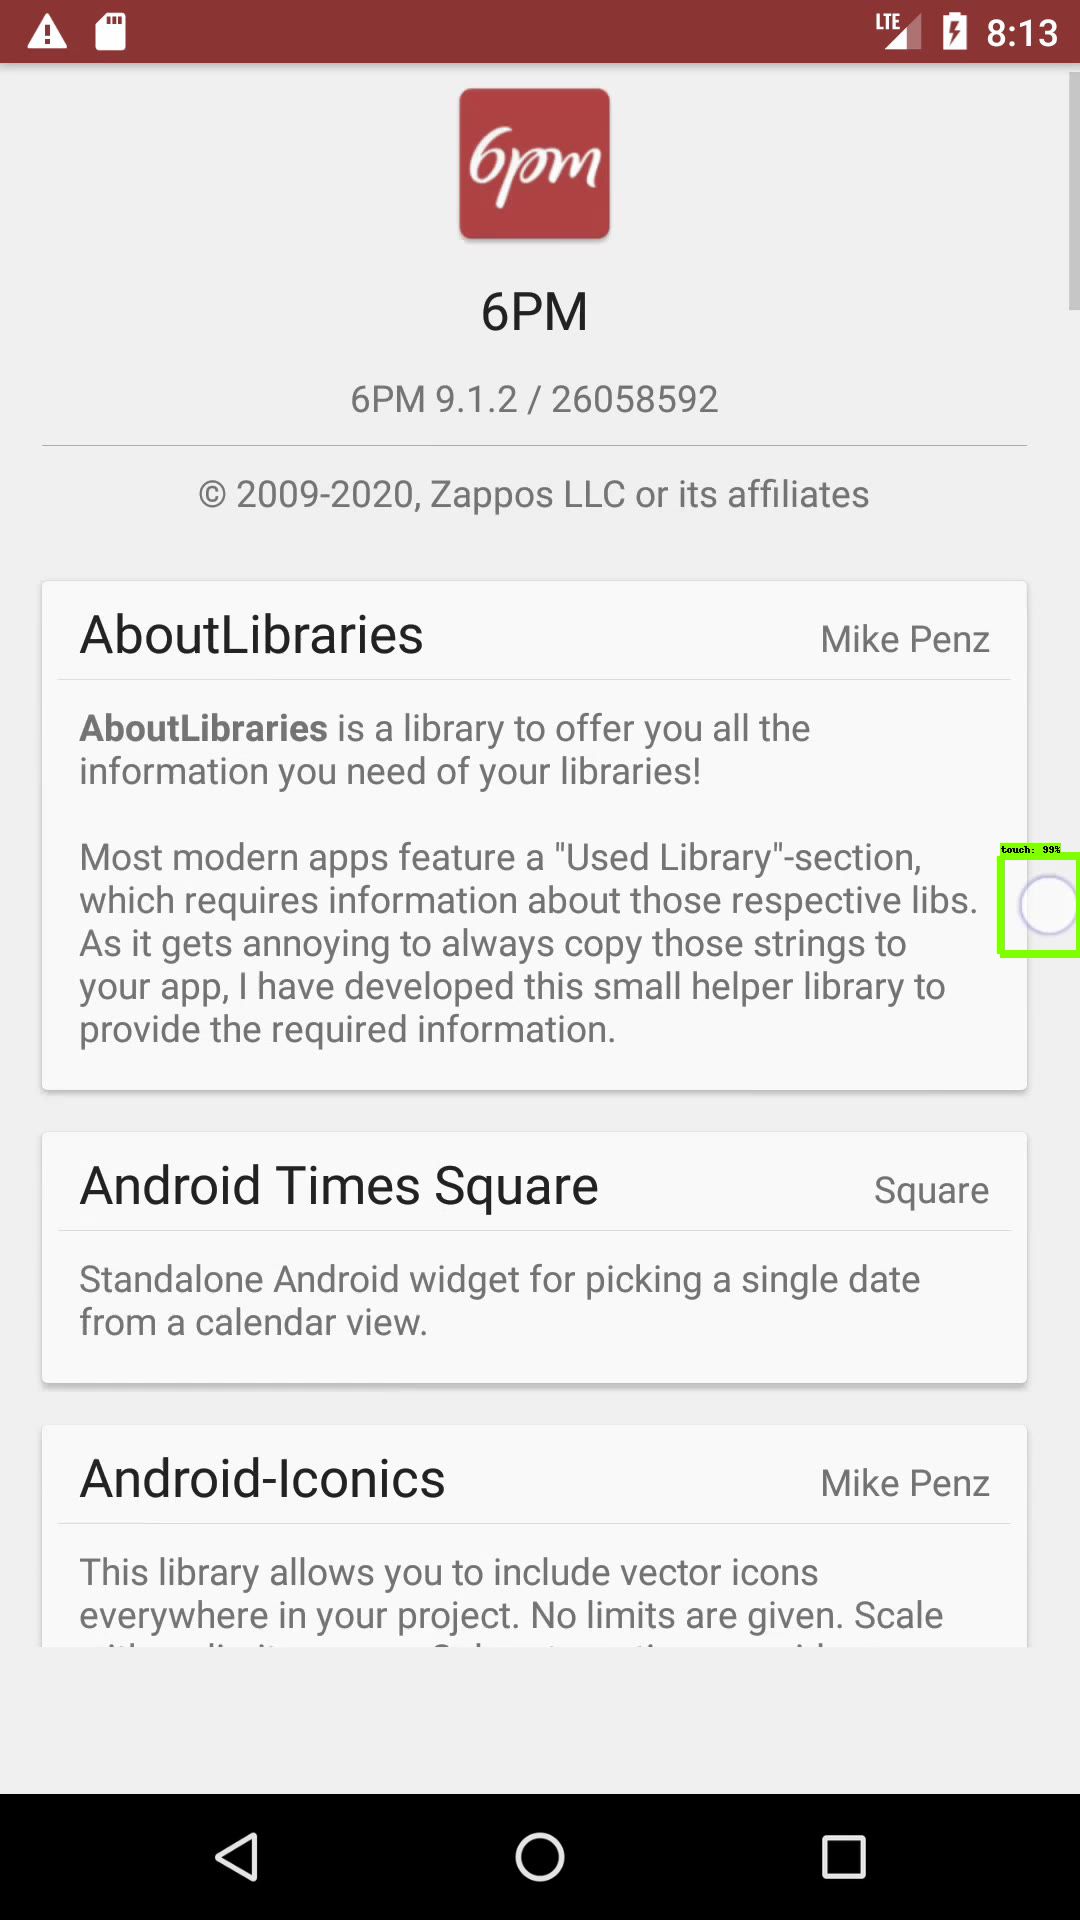 LTE 8:13
6pm
6PM
6PM 9.1.2 / 26058592
© 2009-2020, Zappos LLC or its affiliates
AboutLibraries Mike Penz
AboutLibraries is a library to offer you all the
information you need of your libraries!
Most modern apps feature a "Used Library"-section,
touch: 99%
which requires information about those respective libs.
As it gets annoying to always copy those strings to
your app, I have developed this small helper library to
provide the required information.
Android Times Square Square
Standalone Android widget for picking a single date
from a calendar view.
Android-Iconics Mike Penz
This library allows you to include vector icons
everywhere in your project. No limits are given. Scale